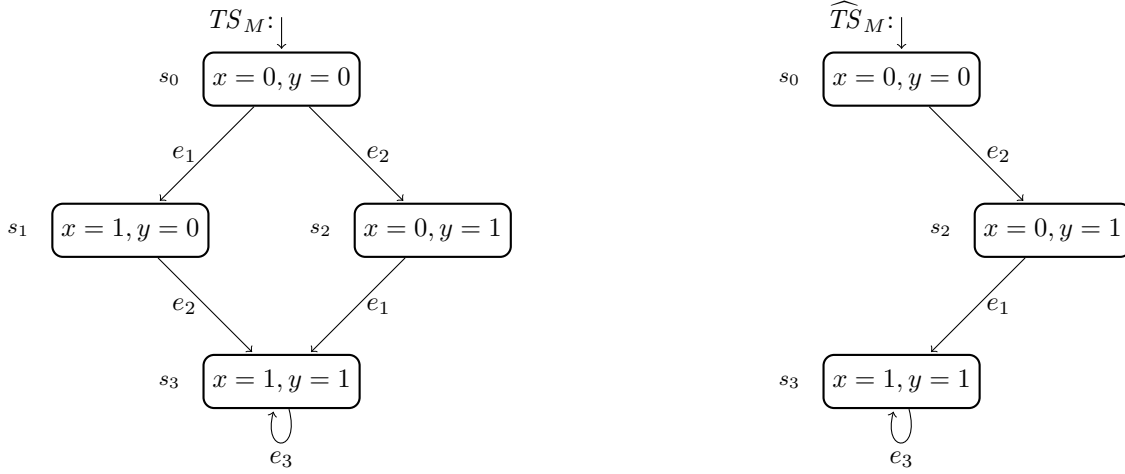 TS_M:
s_0 x = 0, y = 0
e_1 e_2
s_1 x = 1, y = 0 s_2 x = 0, y = 1
e_2 e_1
s_3 x = 1, y = 1
e_3
\widehat{TS}_M:
s_0 x = 0, y = 0
e_2
s_2 x = 0, y = 1
e_1
s_3 x = 1, y = 1
e_3